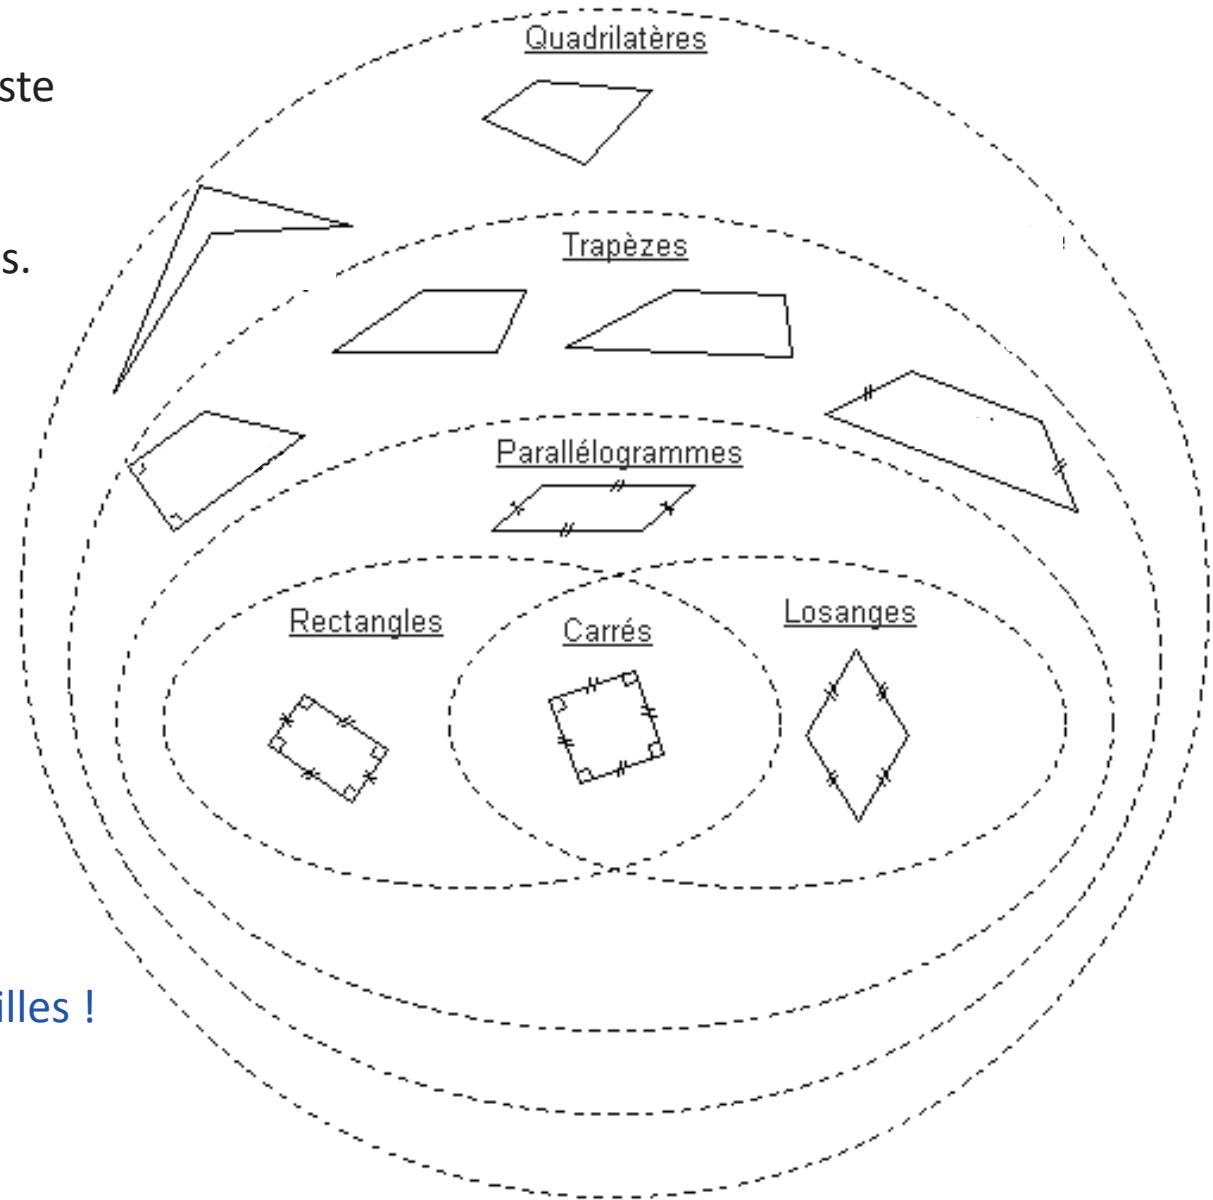 Quadrilatères
ste
Trapèzes
s.
Parallélogrammes
Rectangles
Carrés
Losanges
illes !